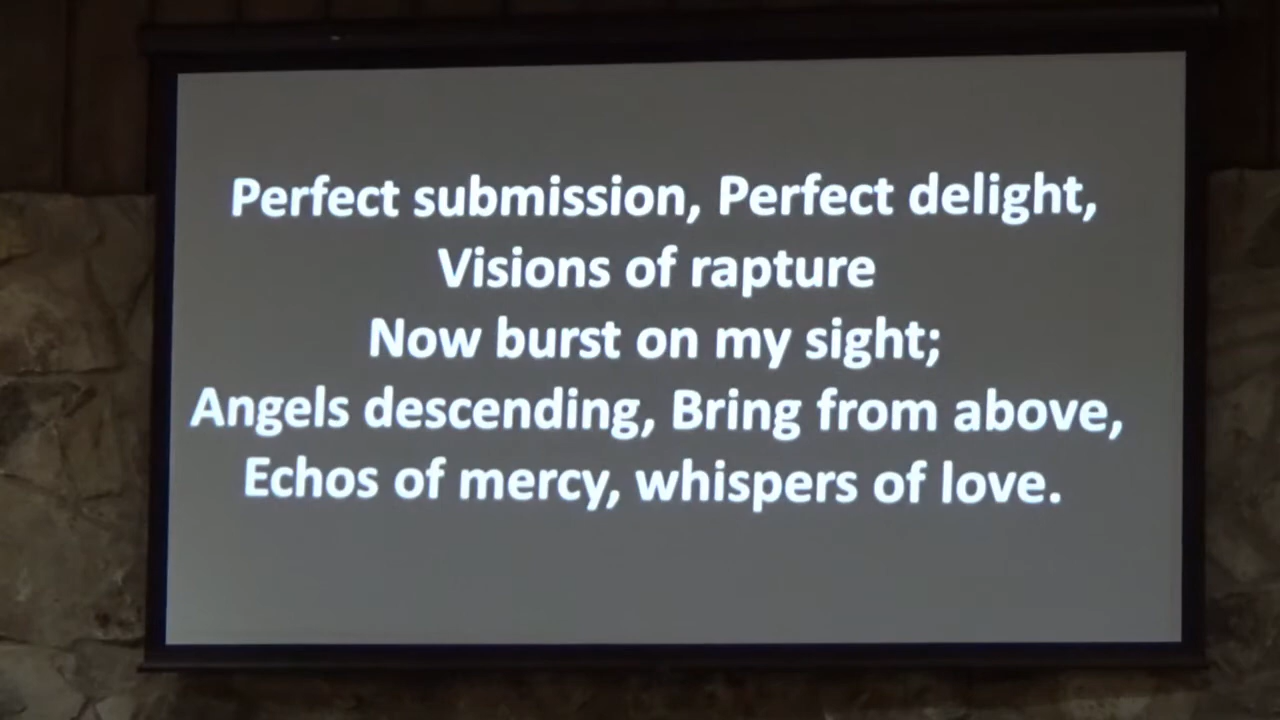 Perfect submission, Perfect delight,
Visions of rapture
Now burst on my sight;
Angels descending, Bring from above,
Echos of mercy, whispers of love.